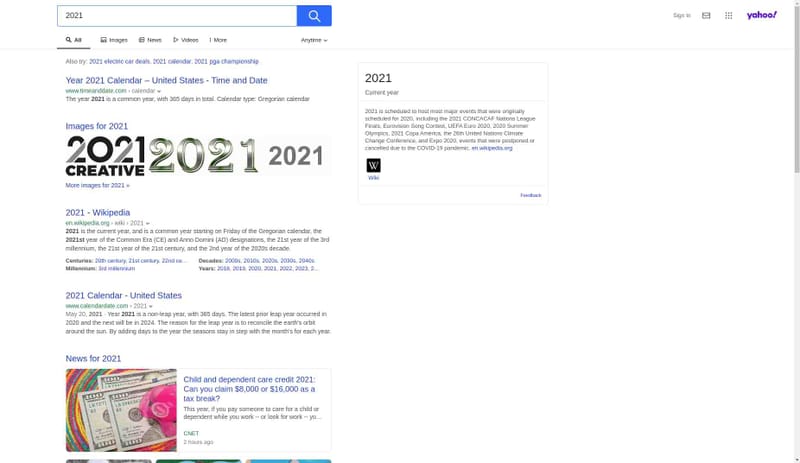 2021
Sign in
yahoo!
All
Images
News
Videos
More
Anytime
Also try: 2021 electric car deals, 2021 calendar, 2021 pga championship
Year 2021 Calendar – United States - Time and Date
www.timeanddate.com › calendar
The year 2021 is a common year, with 365 days in total. Calendar type: Gregorian calendar
Images for 2021
2021
CREATIVE
2021
2021
More images for 2021 »
2021 - Wikipedia
en.wikipedia.org › wiki › 2021
2021 is the current year, and is a common year starting on Friday of the Gregorian calendar, the
2021st year of the Common Era (CE) and Anno Domini (AD) designations, the 21st year of the 3rd
millennium, the 21st year of the 21st century, and the 2nd year of the 2020s decade.
Centuries: 20th century, 21st century, 22nd ce...
Decades: 2000s, 2010s, 2020s, 2030s, 2040s
Millennium: 3rd millennium
Years: 2018, 2019, 2020, 2021, 2022, 2023, 2...
2021 Calendar - United States
www.calendardate.com › 2021
May 20, 2021 · Year 2021 is a non-leap year, with 365 days. The latest prior leap year occurred in
2020 and the next will be in 2024. The reason for the leap year is to reconcile the earth's orbit
around the sun. By adding days to the year the seasons stay in step with the month's for each year.
News for 2021
Child and dependent care credit 2021:
Can you claim $8,000 or $16,000 as a
tax break?
This year, if you pay someone to care for a child or
dependent while you work -- or look for work -- yo...
CNET
2 hours ago
2021
Current year
2021 is scheduled to host most major events that were originally
scheduled for 2020, including the 2021 CONCACAF Nations League
Finals, Eurovision Song Contest, UEFA Euro 2020, 2020 Summer
Olympics, 2021 Copa América, the 26th United Nations Climate
Change Conference, and Expo 2020, events that were postponed or
cancelled due to the COVID-19 pandemic. en.wikipedia.org
W
Wiki
Feedback